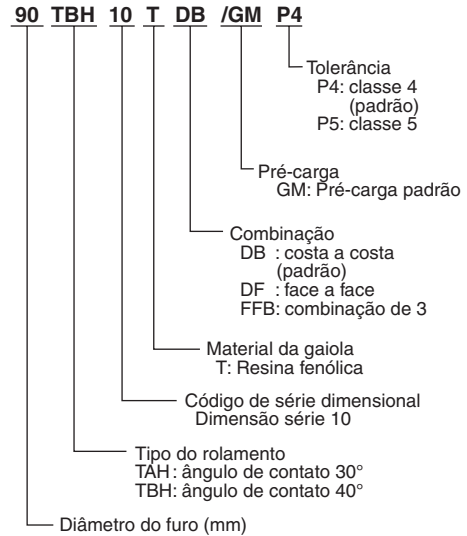 90 TBH 10 T DB /GM P4
Tolerância
P4: classe 4
(padrão)
P5: classe 5
Pré-carga
GM: Pré-carga padrão
Combinação
DB : costa a costa
(padrão)
DF : face a face
FFB: combinação de 3
Material da gaiola
T: Resina fenólica
Código de série dimensional
Dimensão série 10
Tipo do rolamento
TAH: ângulo de contato 30°
TBH: ângulo de contato 40°
Diâmetro do furo (mm)